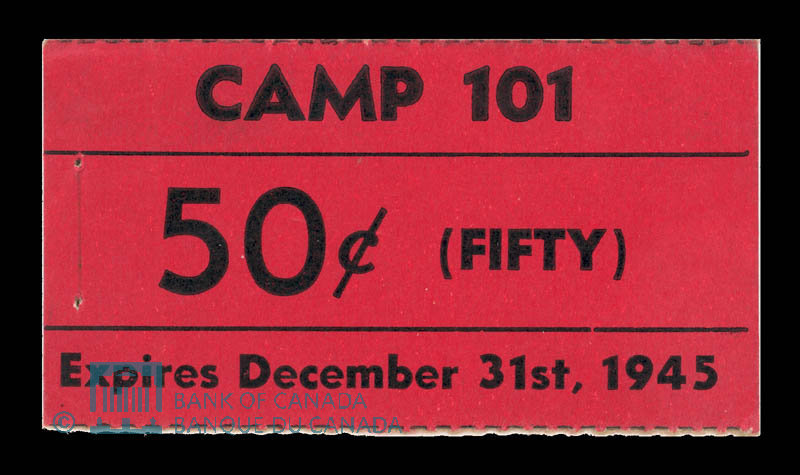 CAMP 101
50¢ (FIFTY)
Expires December 31st, 1945
© BANK OF CANADA
BANQUE DU CANADA